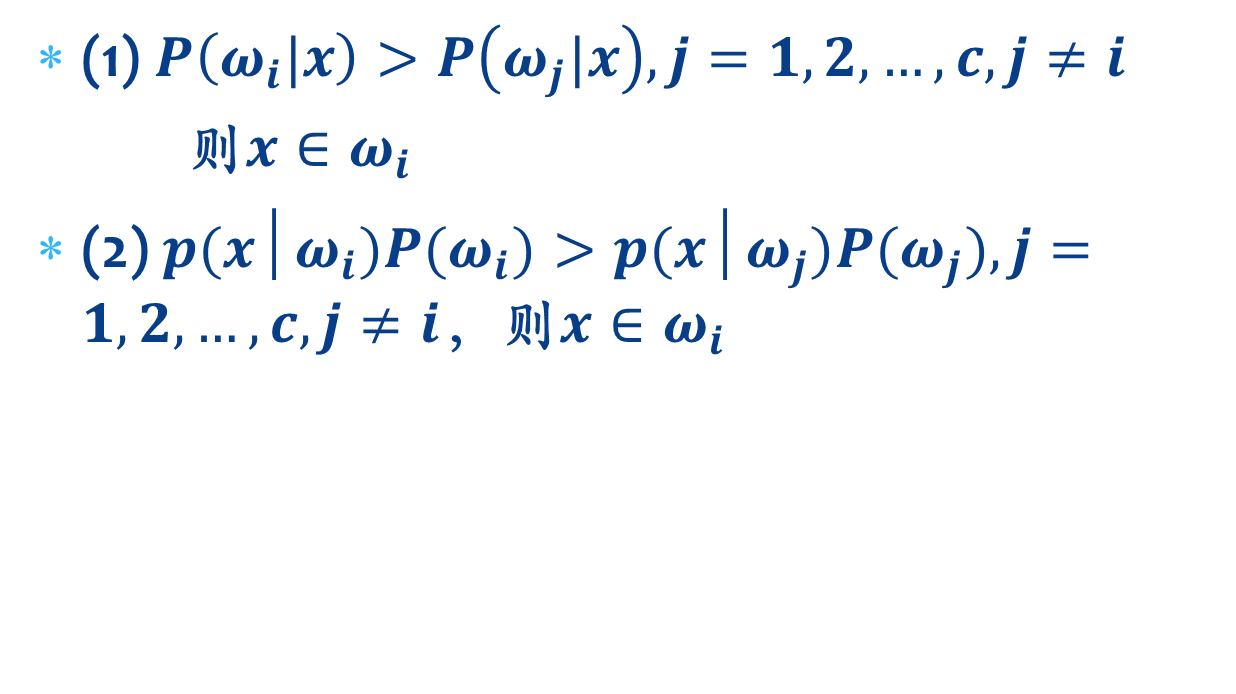 * (1) P(ωᵢ|x) > P(ωⱼ|x), j = 1, 2, … , c, j ≠ i
则 x ∈ ωᵢ
* (2) p(x | ωᵢ)P(ωᵢ) > p(x | ωⱼ)P(ωⱼ), j =
1, 2, … , c, j ≠ i ,  则 x ∈ ωᵢ